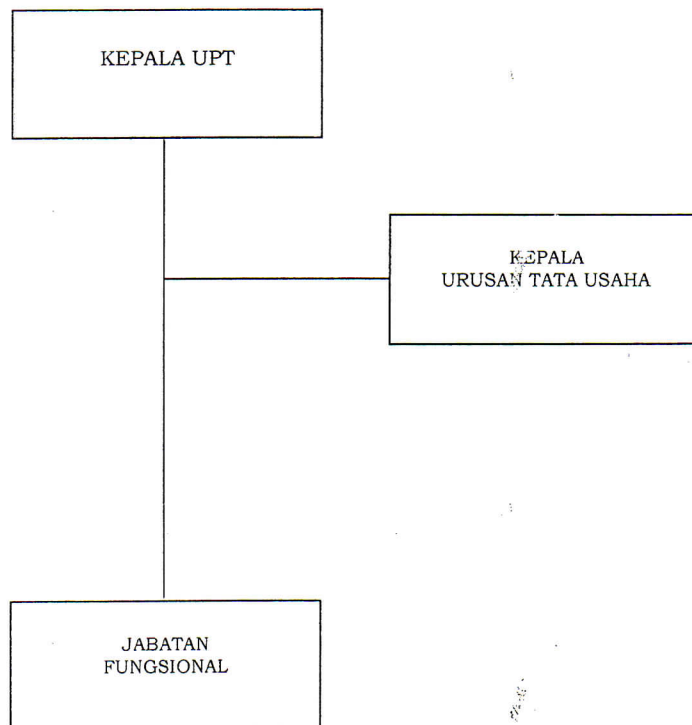 KEPALA UPT
KEPALA
URUSAN TATA USAHA
JABATAN
FUNGSIONAL